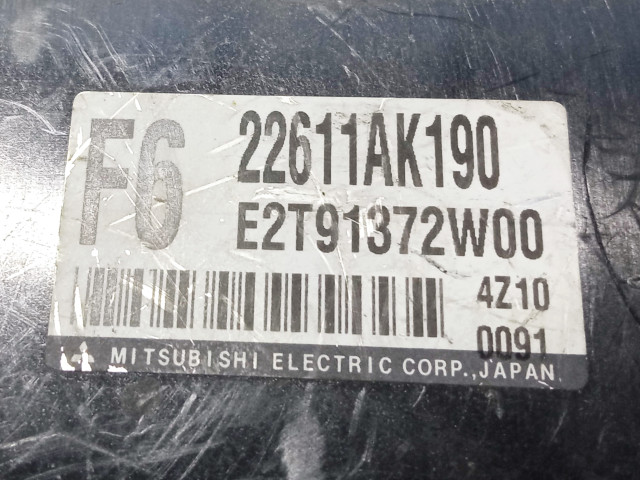 F6
22611AK190
E2T91372W00
4Z10
0091
MITSUBISHI ELECTRIC CORP.,JAPAN